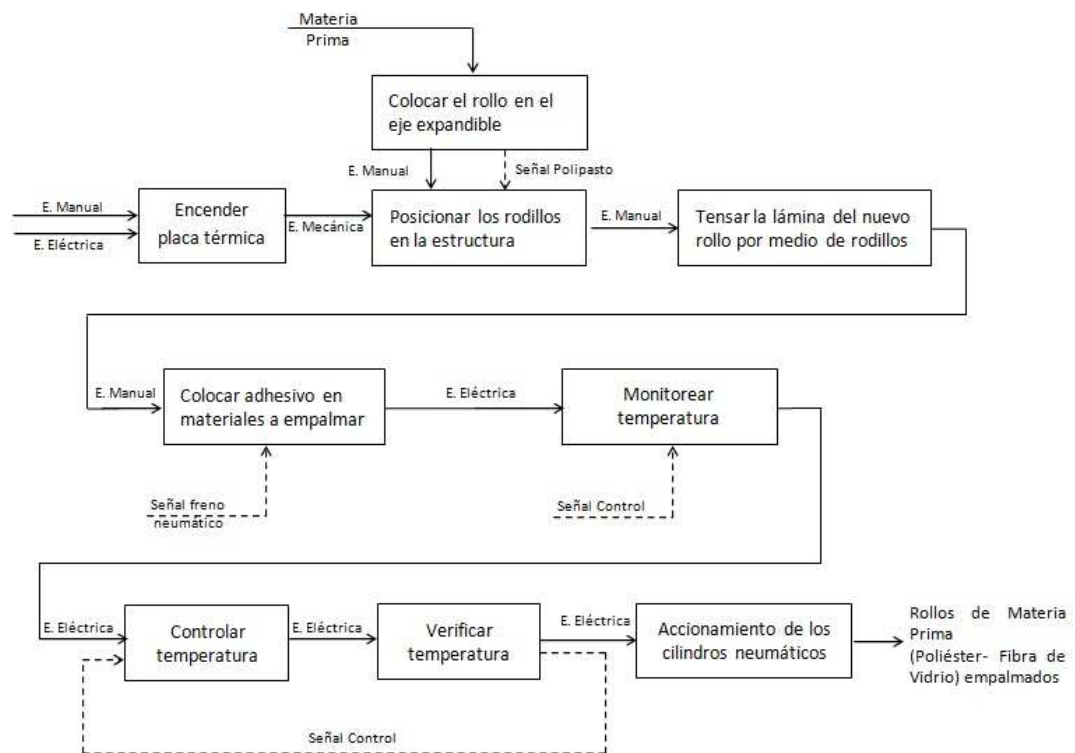 Materia
Prima
Colocar el rollo en el
eje expandible
E. Manual
Señal Polipasto
E. Manual
E. Eléctrica
Encender
placa térmica
E. Mecánica
Posicionar los rodillos
en la estructura
E. Manual
Tensar la lámina del nuevo
rollo por medio de rodillos
E. Manual
Colocar adhesivo en
materiales a empalmar
E. Eléctrica
Monitorear
temperatura
Señal freno
neumático
Señal Control
E. Eléctrica
Controlar
temperatura
E. Eléctrica
Verificar
temperatura
E. Eléctrica
Accionamiento de los
cilindros neumáticos
Rollos de Materia
Prima
(Poliéster- Fibra de
Vidrio) empalmados
Señal Control